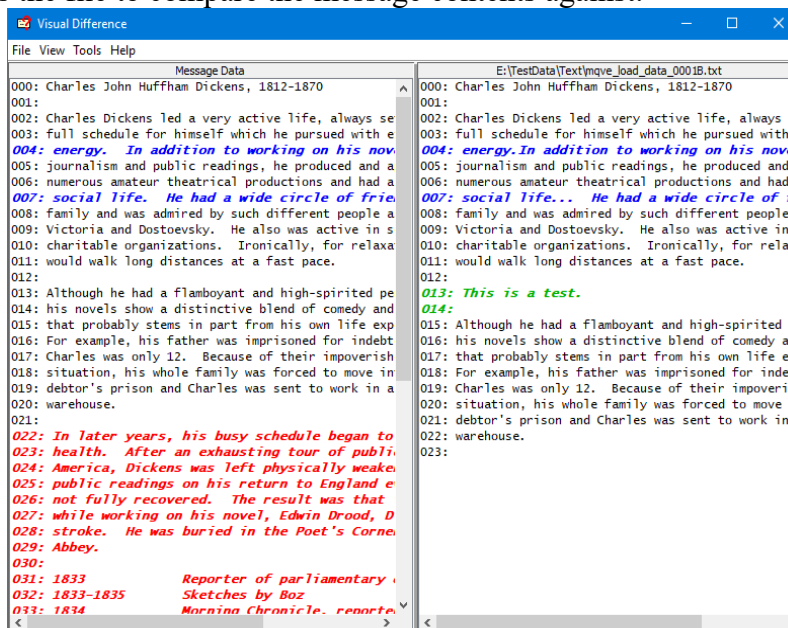 the file to compare the message contents against.
Visual Difference
File View Tools Help
Message Data
000: Charles John Huffham Dickens, 1812-1870
001:
002: Charles Dickens led a very active life, always se
003: full schedule for himself which he pursued with e
004: energy.  In addition to working on his nov
005: journalism and public readings, he produced and a
006: numerous amateur theatrical productions and had a
007: social life.  He had a wide circle of frie
008: family and was admired by such different people a
009: Victoria and Dostoevsky.  He also was active in s
010: charitable organizations.  Ironically, for relaxa
011: would walk long distances at a fast pace.
012:
013: Although he had a flamboyant and high-spirited pe
014: his novels show a distinctive blend of comedy and
015: that probably stems in part from his own life exp
016: For example, his father was imprisoned for indebt
017: Charles was only 12.  Because of their impoverish
018: situation, his whole family was forced to move in
019: debtor's prison and Charles was sent to work in a
020: warehouse.
021:
022: In later years, his busy schedule began to
023: health.  After an exhausting tour of publi
024: America, Dickens was left physically weake
025: public readings on his return to England e
026: not fully recovered.  The result was that
027: while working on his novel, Edwin Drood, D
028: stroke.  He was buried in the Poet's Corne
029: Abbey.
030:
031: 1833 Reporter of parliamentary
032: 1833-1835 Sketches by Boz
033: 1834 Morning Chronicle, reporte
E:\TestData\Text\mqve_load_data_0001B.txt
000: Charles John Huffham Dickens, 1812-1870
001:
002: Charles Dickens led a very active life, always
003: full schedule for himself which he pursued with
004: energy.In addition to working on his nov
005: journalism and public readings, he produced and
006: numerous amateur theatrical productions and had
007: social life...  He had a wide circle of
008: family and was admired by such different people
009: Victoria and Dostoevsky.  He also was active in
010: charitable organizations.  Ironically, for rela
011: would walk long distances at a fast pace.
012:
013: This is a test.
014:
015: Although he had a flamboyant and high-spirited
016: his novels show a distinctive blend of comedy a
017: that probably stems in part from his own life e
018: For example, his father was imprisoned for inde
019: Charles was only 12.  Because of their impoveri
020: situation, his whole family was forced to move
021: debtor's prison and Charles was sent to work in
022: warehouse.
023: